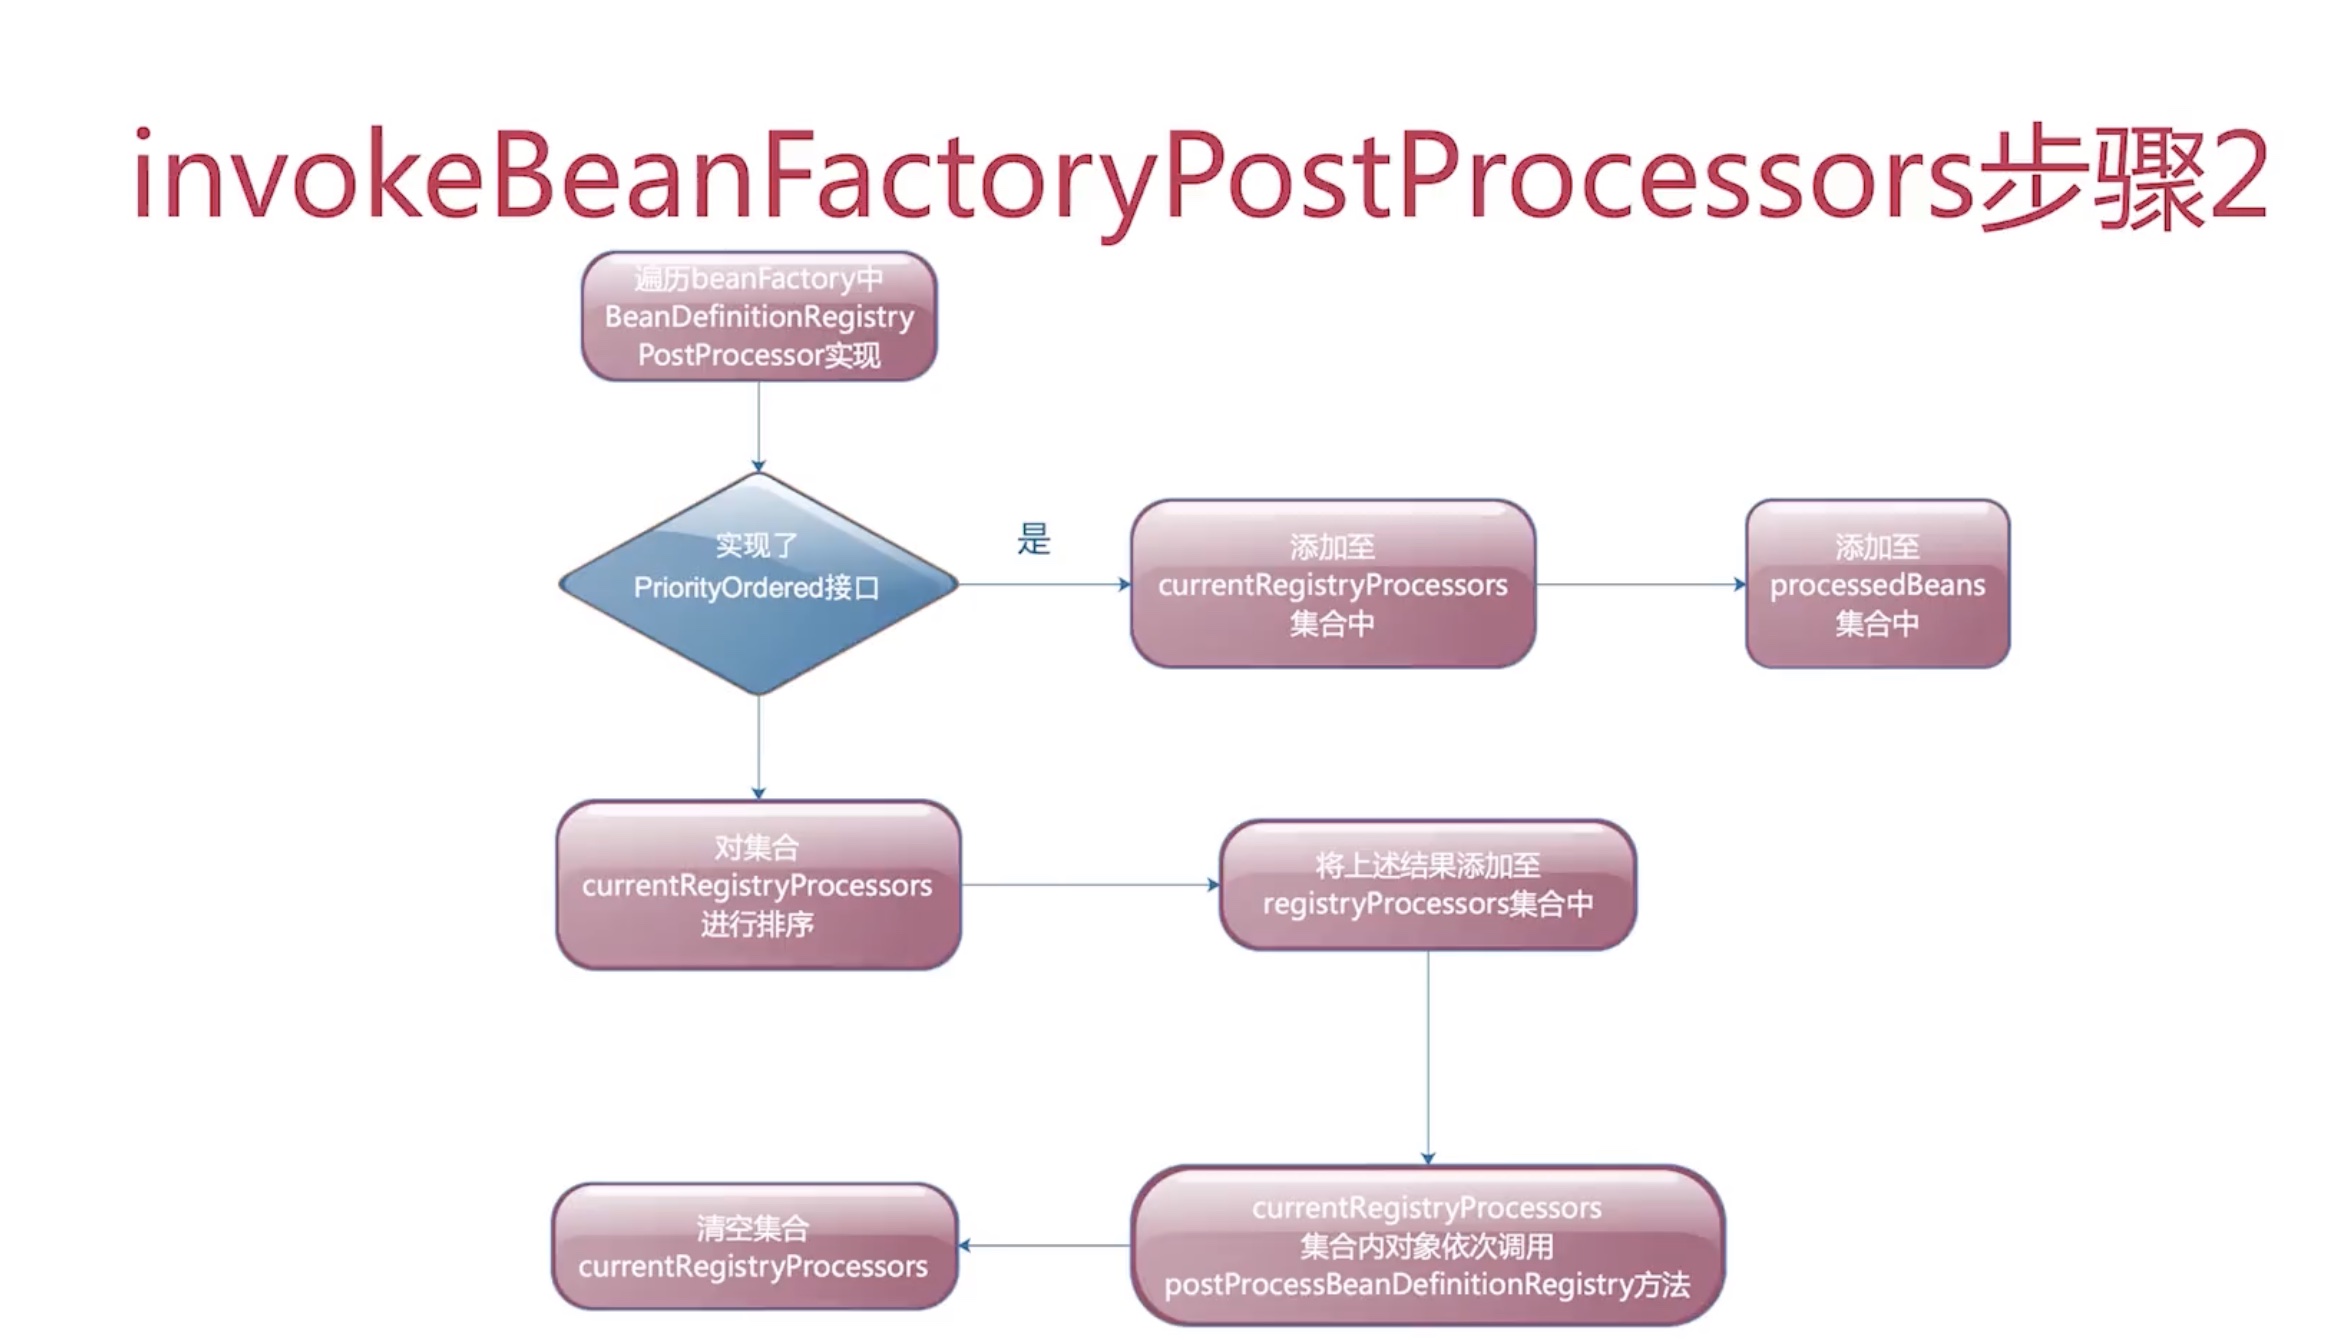 invokeBeanFactoryPostProcessors步骤2
遍历beanFactory中
BeanDefinitionRegistry
PostProcessor实现
实现了
PriorityOrdered接口
是
添加至
currentRegistryProcessors
集合中
添加至
processedBeans
集合中
对集合
currentRegistryProcessors
进行排序
将上述结果添加至
registryProcessors集合中
currentRegistryProcessors
集合内对象依次调用
postProcessBeanDefinitionRegistry方法
清空集合
currentRegistryProcessors